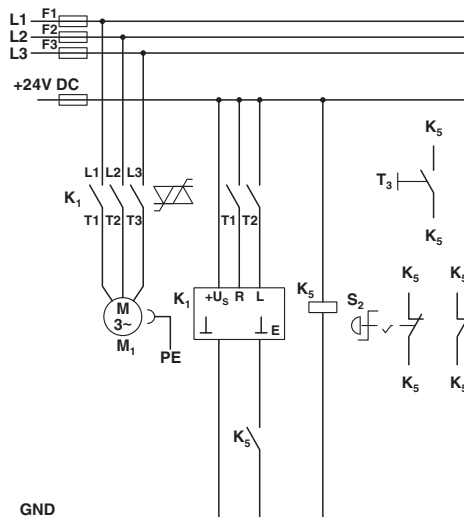 L1 F1
L2 F2
L3 F3
+24V DC
K5
L1 L2 L3
T3
K1
T1 T2 T3
T1 T2
K5
K5
K5
K1
+US R L
K5
S2
M
3~
E
M1
PE
K5
K5
K5
GND